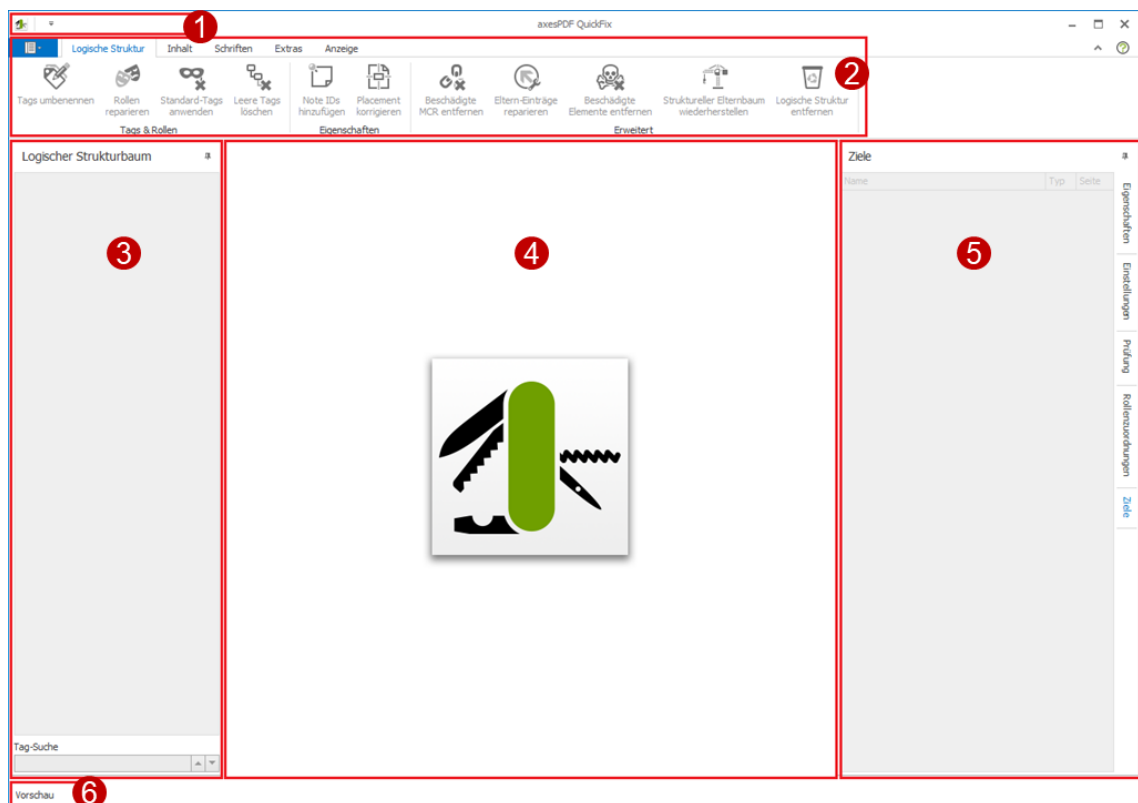 axesPDF QuickFix
1
Logische Struktur Inhalt Schriften Extras Anzeige
Tags umbenennen Rollen reparieren Standard-Tags anwenden Leere Tags löschen Note IDs hinzufügen Placement korrigieren Beschädigte MCR entfernen Eltern-Einträge reparieren Beschädigte Elemente entfernen Struktureller Elternbaum wiederherstellen Logische Struktur entfernen
2
Tags & Rollen Eigenschaften Erweitert
Logischer Strukturbaum
3
Tag-Suche
4
Ziele
Name Typ Seite
5
Eigenschaften
Einstellungen
Prüfung
Rollenzuordnungen
Ziele
Vorschau
6